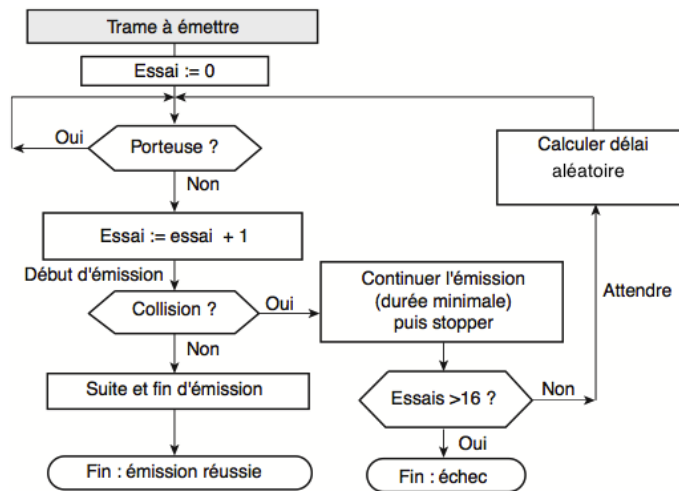 Trame à émettre
Essai := 0
Oui
Porteuse ?
Calculer délai
aléatoire
Non
Essai := essai + 1
Début d'émission
Continuer l'émission
(durée minimale)
puis stopper
Attendre
Collision ?
Oui
Non
Suite et fin d'émission
Essais >16 ?
Non
Oui
Fin : émission réussie
Fin : échec